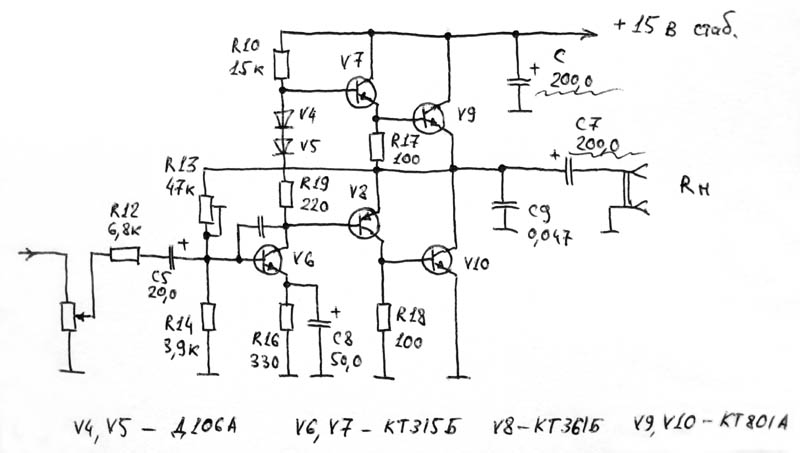 + 15 В стаб.
R10
15к
V7
+ C
200,0
V4
V9
V5
R17
100
C7
+ 200,0
R13
47к
R19
220
V8
Rн
R12
6,8к
C9
0,047
+
C5
20,0
V6
V10
R14
3,9к
R16
330
+
C8
50,0
R18
100
V4, V5 – Д106А V6, V7 – КТ315Б V8 – КТ361Б V9, V10 – КТ801А